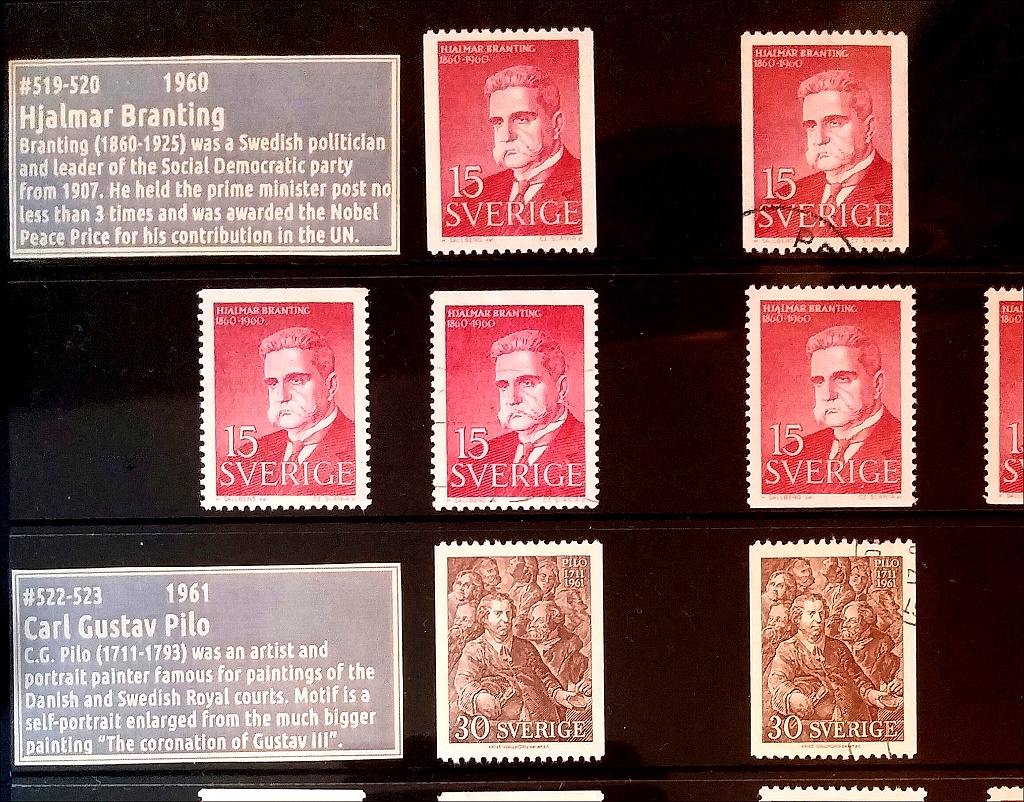 #519-520 1960
Hjalmar Branting
Branting (1860-1925) was a Swedish politician
and leader of the Social Democratic party
from 1907. He held the prime minister post no
less than 3 times and was awarded the Nobel
Peace Price for his contribution in the UN.
HJALMAR BRANTING
1860-1960
15
SVERIGE
HJALMAR BRANTING
1860-1960
15
SVERIGE
HJALMAR BRANTING
1860-1960
15
SVERIGE
HJALMAR BRANTING
1860-1960
15
SVERIGE
HJALMAR BRANTING
1860-1960
15
SVERIGE
#522-523 1961
Carl Gustav Pilo
C.G. Pilo (1711-1793) was an artist and
portrait painter famous for paintings of the
Danish and Swedish Royal courts. Motif is a
self-portrait enlarged from the much bigger
painting "The coronation of Gustav III".
PILO
1711
1961
30 SVERIGE
PILO
1711
1961
30 SVERIGE